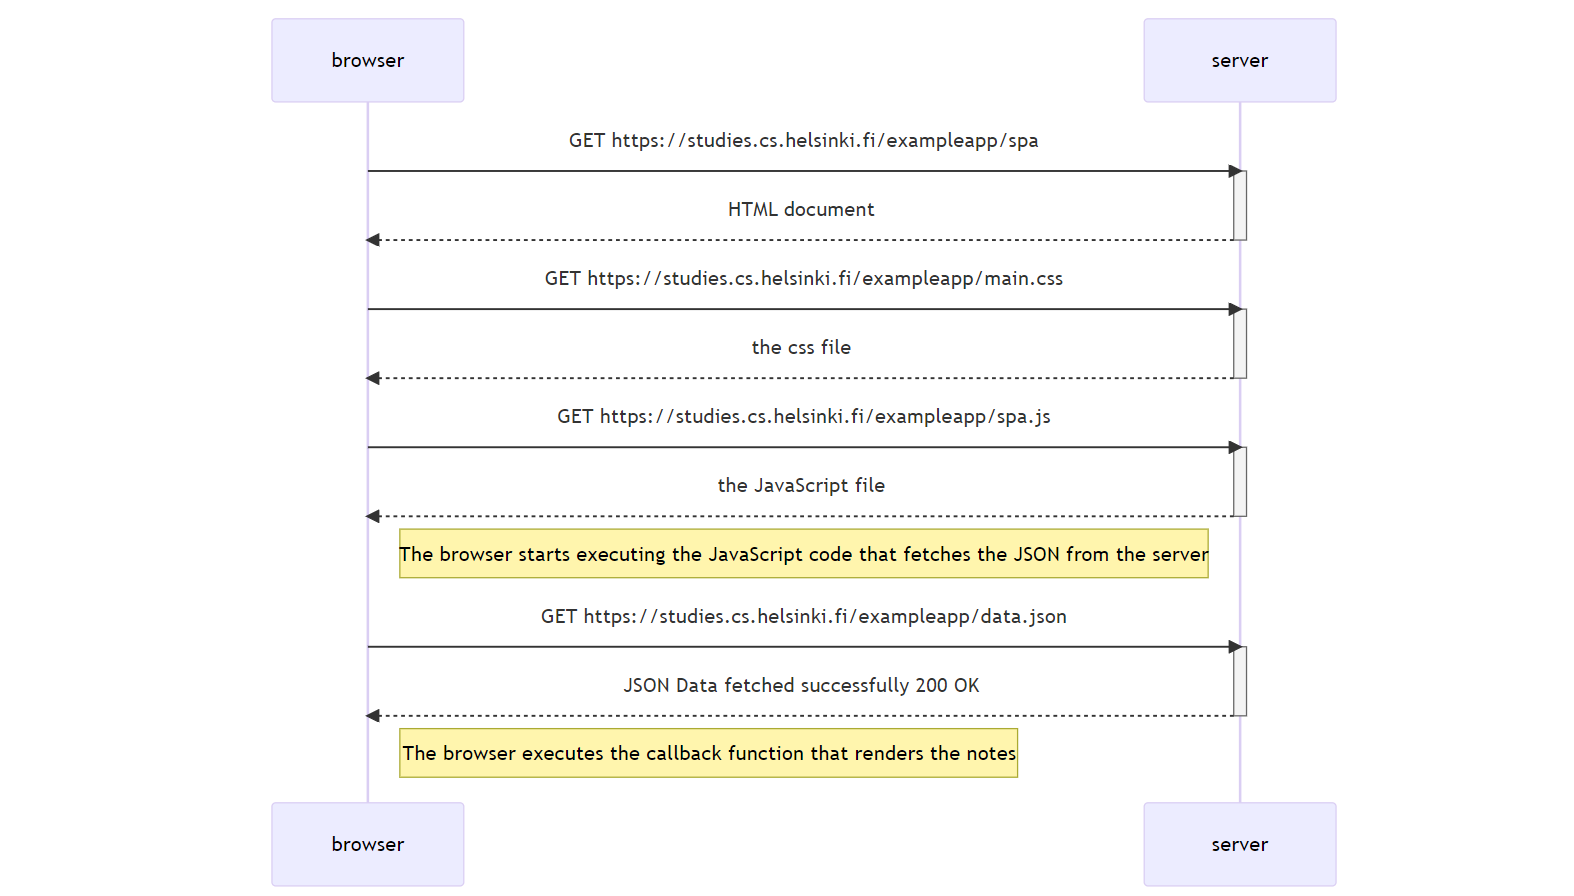 browser
server
GET https://studies.cs.helsinki.fi/exampleapp/spa
HTML document
GET https://studies.cs.helsinki.fi/exampleapp/main.css
the css file
GET https://studies.cs.helsinki.fi/exampleapp/spa.js
the JavaScript file
The browser starts executing the JavaScript code that fetches the JSON from the server
GET https://studies.cs.helsinki.fi/exampleapp/data.json
JSON Data fetched successfully 200 OK
The browser executes the callback function that renders the notes
browser
server